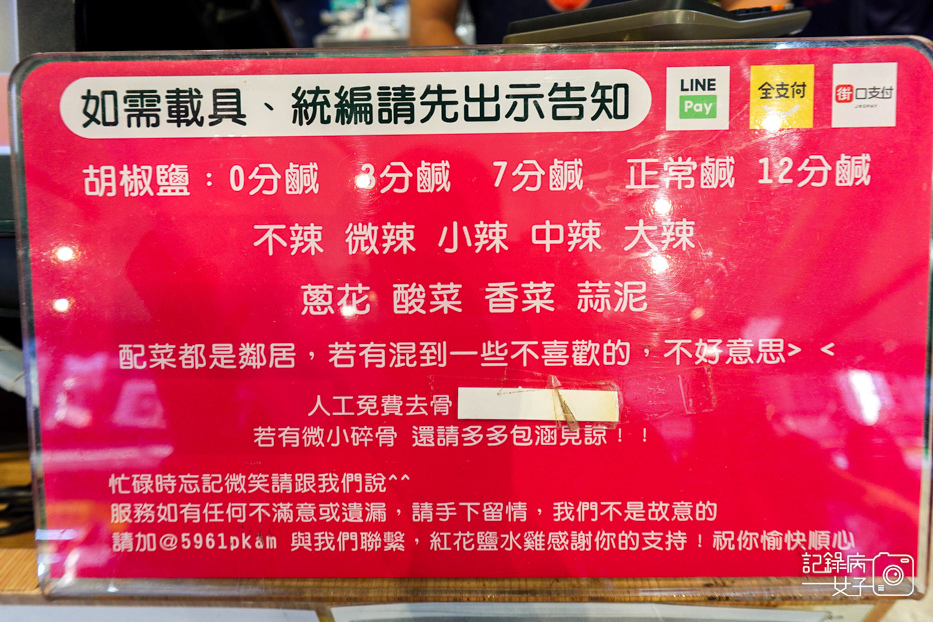 如需載具、統編請先出示告知
LINE Pay
全支付
街口支付
JKOPAY
胡椒鹽：0分鹹 3分鹹 7分鹹 正常鹹 12分鹹
不辣 微辣 小辣 中辣 大辣
蔥花 酸菜 香菜 蒜泥
配菜都是鄰居，若有混到一些不喜歡的，不好意思> <
人工免費去骨
若有微小碎骨 還請多多包涵見諒！！
忙碌時忘記微笑請跟我們說^^
服務如有任何不滿意或遺漏，請手下留情，我們不是故意的
請加@596lpkam 與我們聯繫，紅花鹽水雞感謝你的支持！祝你愉快順心
記錄病
女子